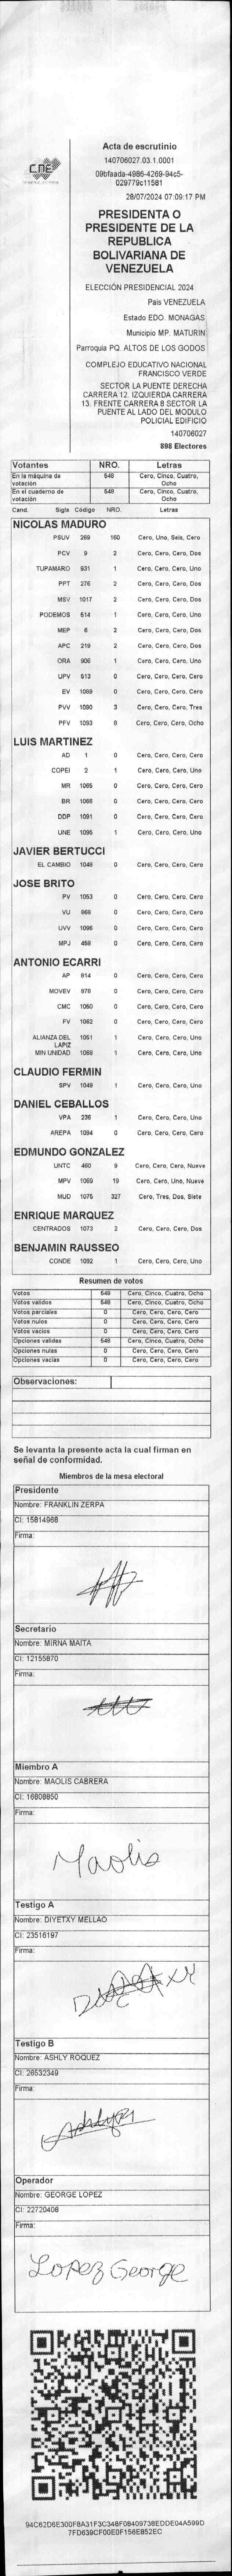 CNE
Acta de escrutinio
140706027.03.1.0001
09bfaada-4986-4269-94c5-
029779c11581
28/07/2024 07:09:17 PM
PRESIDENTA O
PRESIDENTE DE LA
REPUBLICA
BOLIVARIANA DE
VENEZUELA
ELECCIÓN PRESIDENCIAL 2024
País VENEZUELA
Estado EDO. MONAGAS
Municipio MP. MATURIN
Parroquia PQ. ALTOS DE LOS GODOS
COMPLEJO EDUCATIVO NACIONAL
FRANCISCO VERDE
SECTOR LA PUENTE DERECHA
CARRERA 12. IZQUIERDA CARRERA
13. FRENTE CARRERA 8 SECTOR LA
PUENTE AL LADO DEL MODULO
POLICIAL EDIFICIO
140706027
898 Electores
Votantes NRO. Letras
En la máquina de votación 548 Cero, Cinco, Cuatro, Ocho
En el cuaderno de votación 548 Cero, Cinco, Cuatro, Ocho
Cand. Sigla Código NRO. Letras
NICOLAS MADURO
PSUV 269 160 Cero, Uno, Seis, Cero
PCV 9 2 Cero, Cero, Cero, Dos
TUPAMARO 931 1 Cero, Cero, Cero, Uno
PPT 276 2 Cero, Cero, Cero, Dos
MSV 1017 2 Cero, Cero, Cero, Dos
PODEMOS 514 1 Cero, Cero, Cero, Uno
MEP 6 2 Cero, Cero, Cero, Dos
APC 219 2 Cero, Cero, Cero, Dos
ORA 906 1 Cero, Cero, Cero, Uno
UPV 613 0 Cero, Cero, Cero, Cero
EV 1089 0 Cero, Cero, Cero, Cero
PVV 1090 3 Cero, Cero, Cero, Tres
PFV 1093 8 Cero, Cero, Cero, Ocho
LUIS MARTINEZ
AD 1 0 Cero, Cero, Cero, Cero
COPEI 2 1 Cero, Cero, Cero, Uno
MR 1065 0 Cero, Cero, Cero, Cero
BR 1066 0 Cero, Cero, Cero, Cero
DDP 1091 0 Cero, Cero, Cero, Cero
UNE 1095 1 Cero, Cero, Cero, Uno
JAVIER BERTUCCI
EL CAMBIO 1048 0 Cero, Cero, Cero, Cero
JOSE BRITO
PV 1053 0 Cero, Cero, Cero, Cero
VU 868 0 Cero, Cero, Cero, Cero
UVV 1096 0 Cero, Cero, Cero, Cero
MPJ 458 0 Cero, Cero, Cero, Cero
ANTONIO ECARRI
AP 814 0 Cero, Cero, Cero, Cero
MOVEV 878 0 Cero, Cero, Cero, Cero
CMC 1050 0 Cero, Cero, Cero, Cero
FV 1062 0 Cero, Cero, Cero, Cero
ALIANZA DEL LAPIZ 1051 1 Cero, Cero, Cero, Uno
MIN UNIDAD 1068 1 Cero, Cero, Cero, Uno
CLAUDIO FERMIN
SPV 1049 1 Cero, Cero, Cero, Uno
DANIEL CEBALLOS
VPA 236 1 Cero, Cero, Cero, Uno
AREPA 1094 0 Cero, Cero, Cero, Cero
EDMUNDO GONZALEZ
UNTC 460 9 Cero, Cero, Cero, Nueve
MPV 1069 19 Cero, Cero, Uno, Nueve
MUD 1075 327 Cero, Tres, Dos, Siete
ENRIQUE MARQUEZ
CENTRADOS 1073 2 Cero, Cero, Cero, Dos
BENJAMIN RAUSSEO
CONDE 1092 1 Cero, Cero, Cero, Uno
Resumen de votos
Votos 548 Cero, Cinco, Cuatro, Ocho
Votos válidos 548 Cero, Cinco, Cuatro, Ocho
Votos parciales 0 Cero, Cero, Cero, Cero
Votos nulos 0 Cero, Cero, Cero, Cero
Votos vacíos 0 Cero, Cero, Cero, Cero
Opciones validas 548 Cero, Cinco, Cuatro, Ocho
Opciones nulas 0 Cero, Cero, Cero, Cero
Opciones vacías 0 Cero, Cero, Cero, Cero
Observaciones:
Se levanta la presente acta la cual firman en
señal de conformidad.
Miembros de la mesa electoral
Presidente
Nombre: FRANKLIN ZERPA
CI: 15814968
Firma:
Secretario
Nombre: MIRNA MAITA
CI: 12155870
Firma:
Miembro A
Nombre: MAOLIS CABRERA
CI: 16808850
Firma:
Maolis
Testigo A
Nombre: DIYETXY MELLAO
CI: 23516197
Firma:
Testigo B
Nombre: ASHLY ROQUEZ
CI: 26532349
Firma:
Operador
Nombre: GEORGE LOPEZ
CI: 22720408
Firma:
Lopez George
94C62D6E300F8A31F3C348F08409738EDDE04A599D
7FD639CF00E0F156E852EC